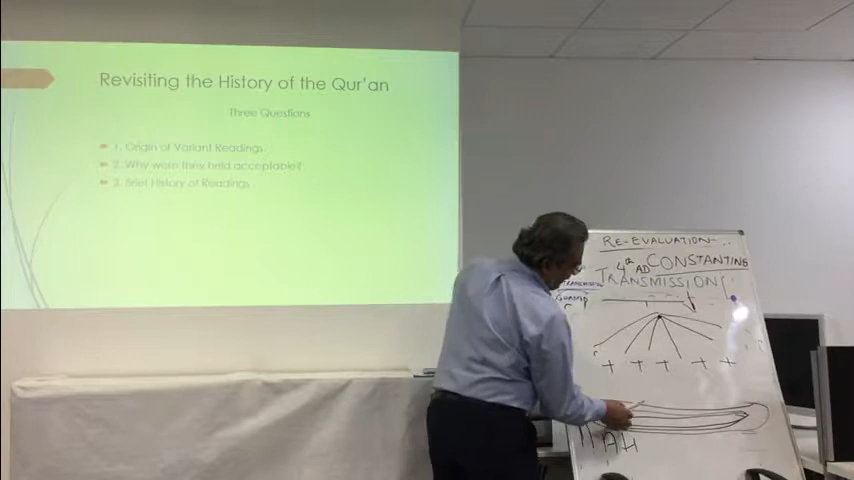 Revisiting the History of the Qur'an
Three Questions
1. Origin of Variant Readings
2. Why were they held acceptable?
3. Brief History of Readings
RE-EVALUATION
4ᵃ AD CONSTANTINE
TRANSMISSION